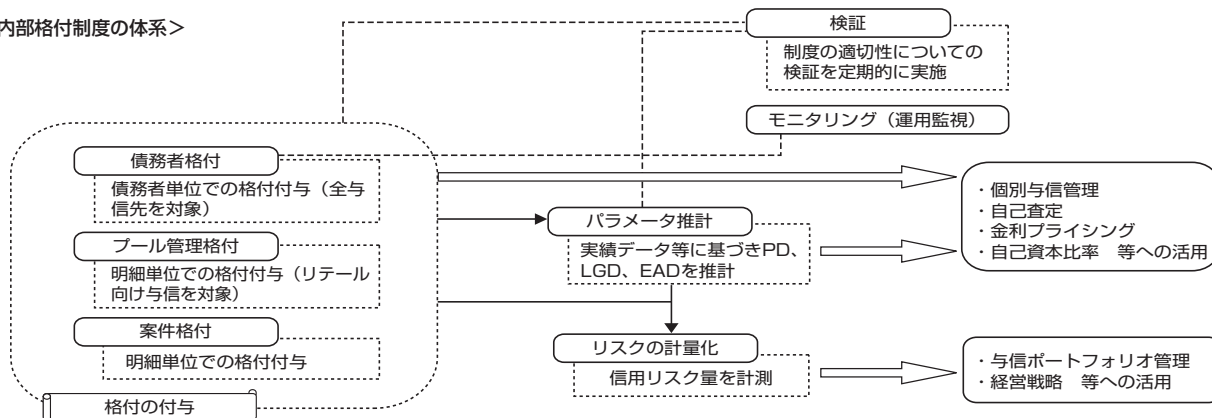 内部格付制度の体系＞
検証
制度の適切性についての
検証を定期的に実施
モニタリング（運用監視）
債務者格付
債務者単位での格付付与（全与
信先を対象）
プール管理格付
明細単位での格付付与（リテール
向け与信を対象）
案件格付
明細単位での格付付与
格付の付与
パラメータ推計
実績データ等に基づきPD、
LGD、EADを推計
リスクの計量化
信用リスク量を計測
・個別与信管理
・自己査定
・金利プライシング
・自己資本比率　等への活用
・与信ポートフォリオ管理
・経営戦略　等への活用